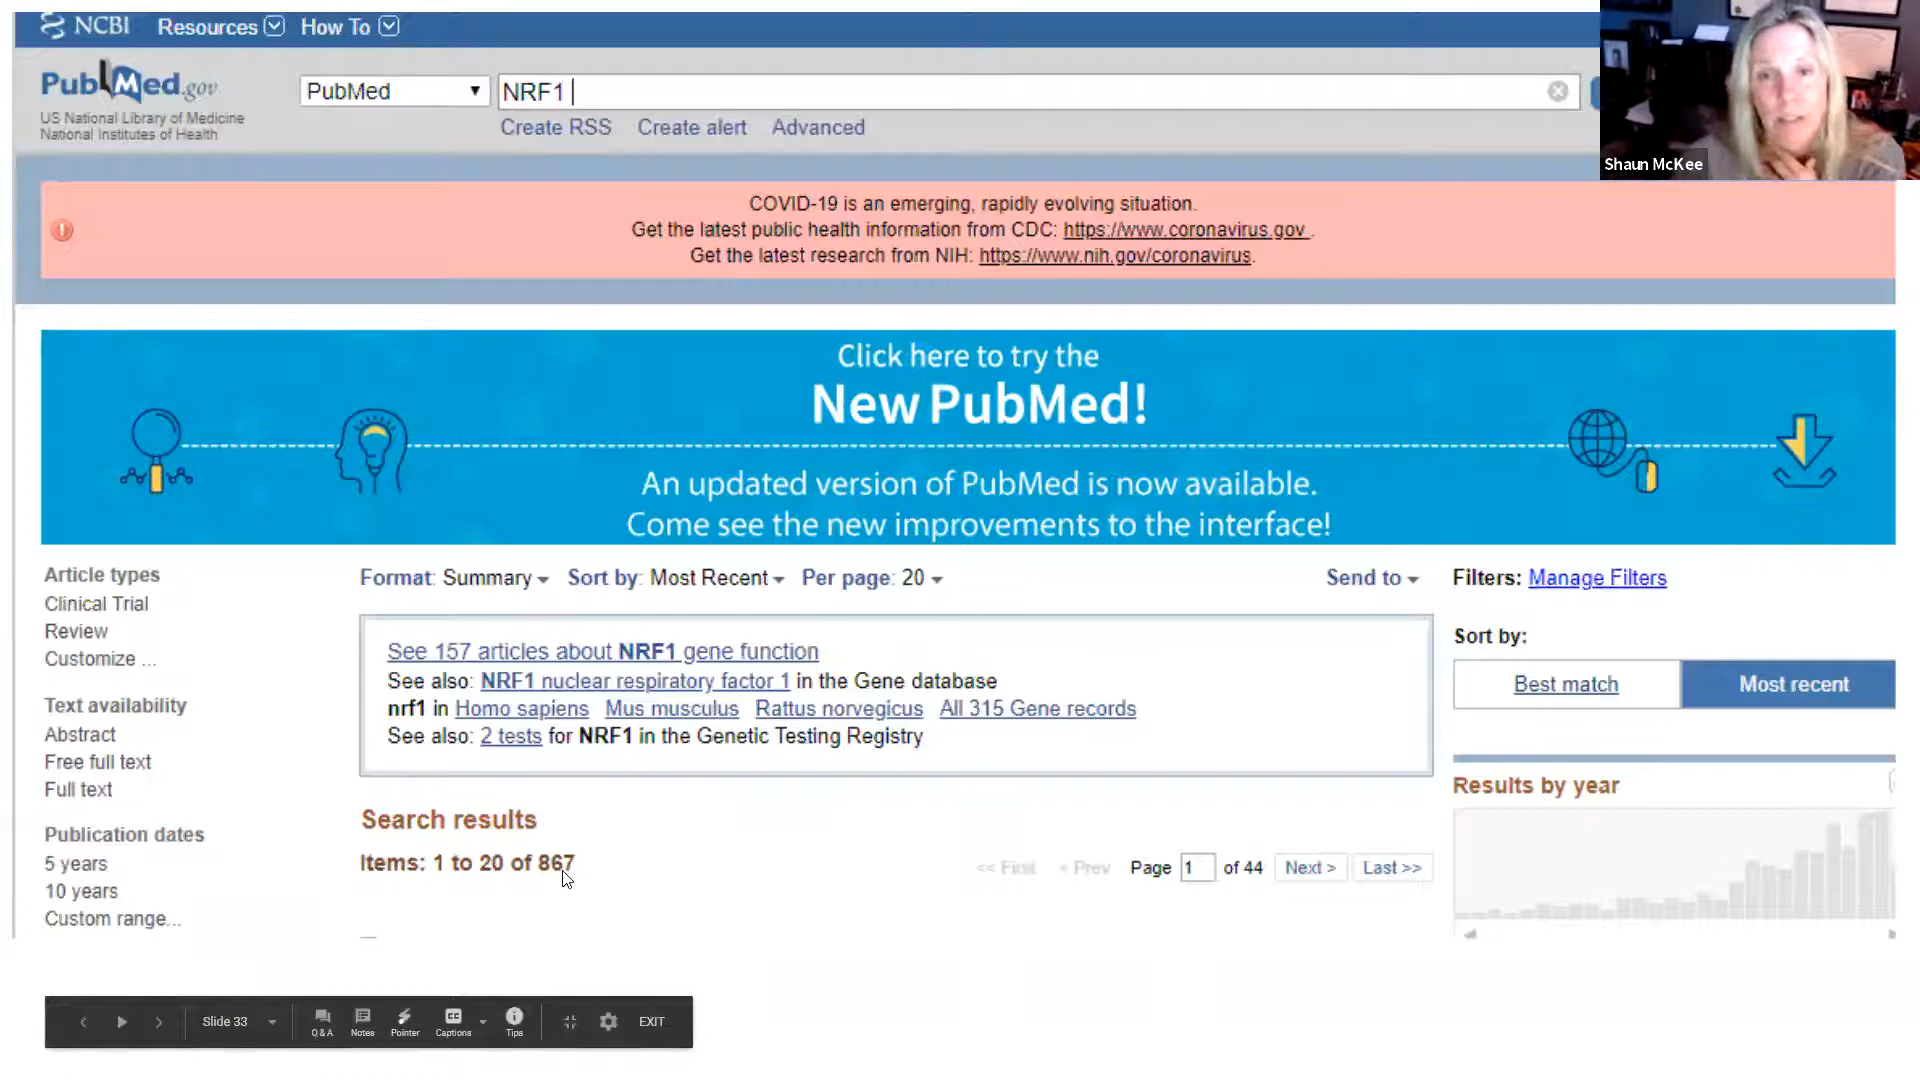 NCBI Resources How To
PubMed.gov
US National Library of Medicine
National Institutes of Health
PubMed
NRF1
Create RSS Create alert Advanced
Shaun McKee
COVID-19 is an emerging, rapidly evolving situation.
Get the latest public health information from CDC: https://www.coronavirus.gov .
Get the latest research from NIH: https://www.nih.gov/coronavirus.
Click here to try the
New PubMed!
An updated version of PubMed is now available.
Come see the new improvements to the interface!
Article types
Clinical Trial
Review
Customize ...
Text availability
Abstract
Free full text
Full text
Publication dates
5 years
10 years
Custom range...
Format: Summary Sort by: Most Recent Per page: 20 Send to
See 157 articles about NRF1 gene function
See also: NRF1 nuclear respiratory factor 1 in the Gene database
nrf1 in Homo sapiens Mus musculus Rattus norvegicus All 315 Gene records
See also: 2 tests for NRF1 in the Genetic Testing Registry
Search results
Items: 1 to 20 of 867
<< First < Prev Page 1 of 44 Next > Last >>
Filters: Manage Filters
Sort by:
Best match Most recent
Results by year
Slide 33 Q & A Notes Pointer Captions Tips EXIT